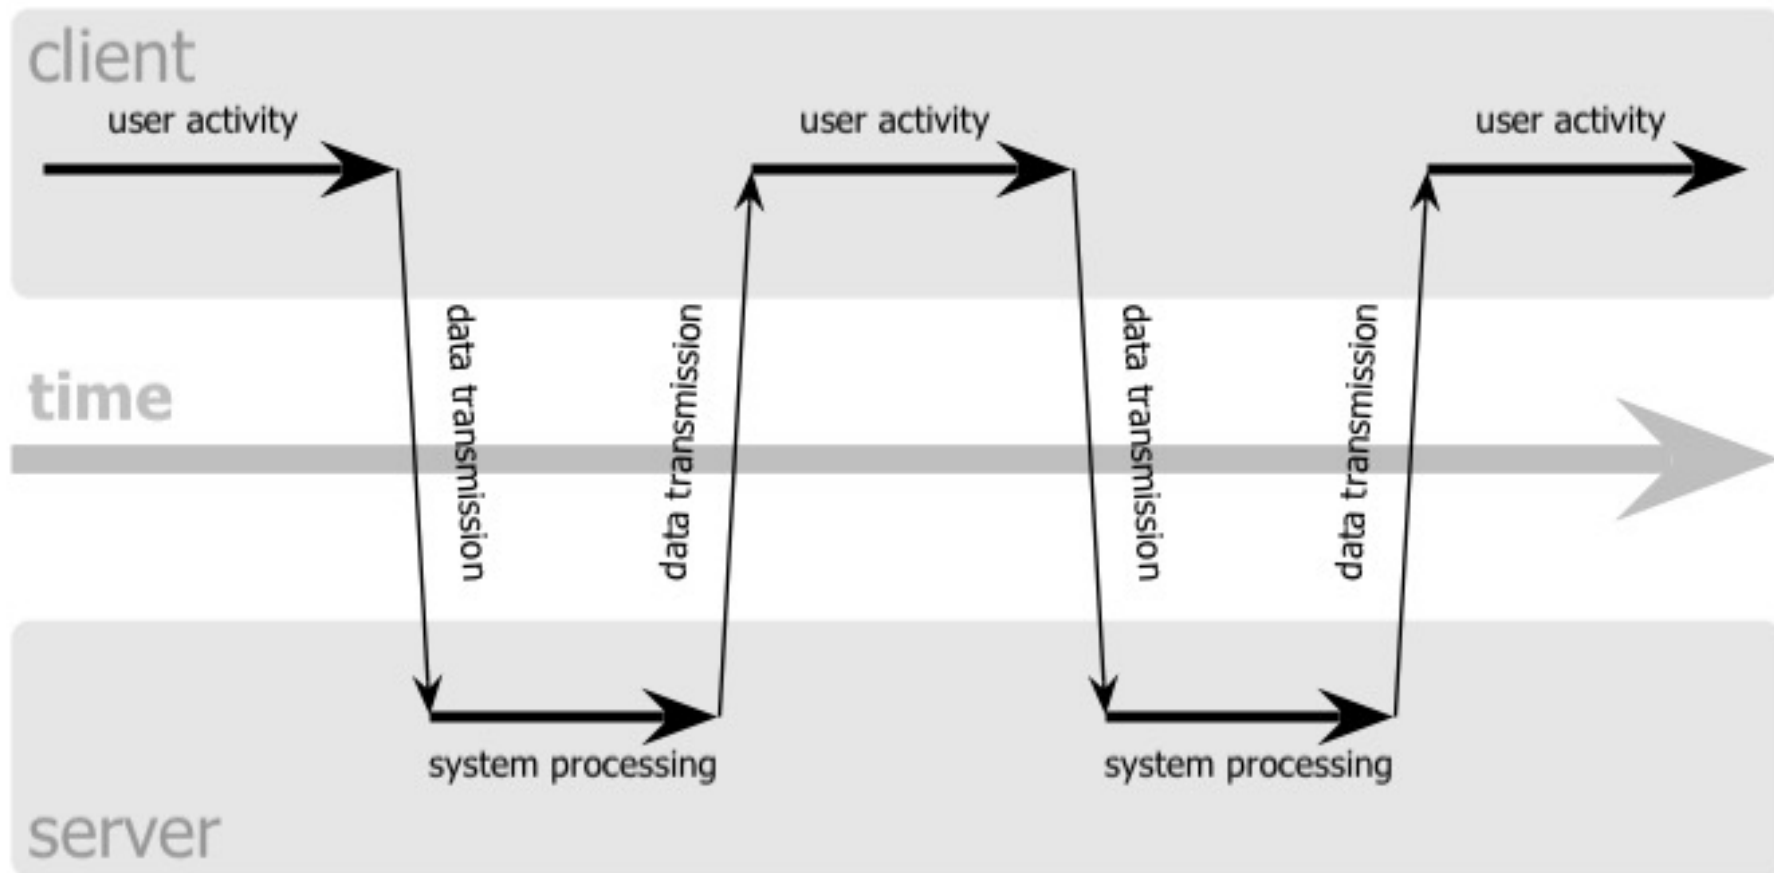 client
user activity
user activity
user activity
data transmission
data transmission
data transmission
data transmission
time
system processing
system processing
server